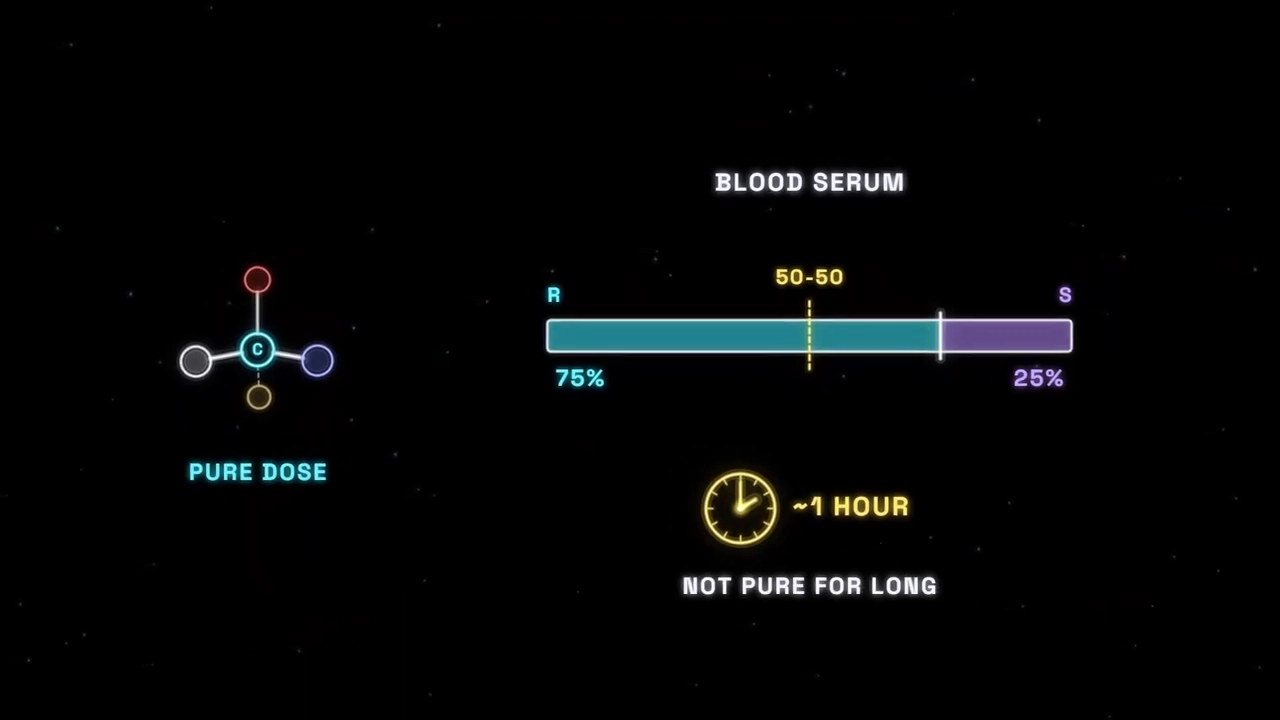 BLOOD SERUM
50-50
R
S
C
75%
25%
PURE DOSE
~1 HOUR
NOT PURE FOR LONG